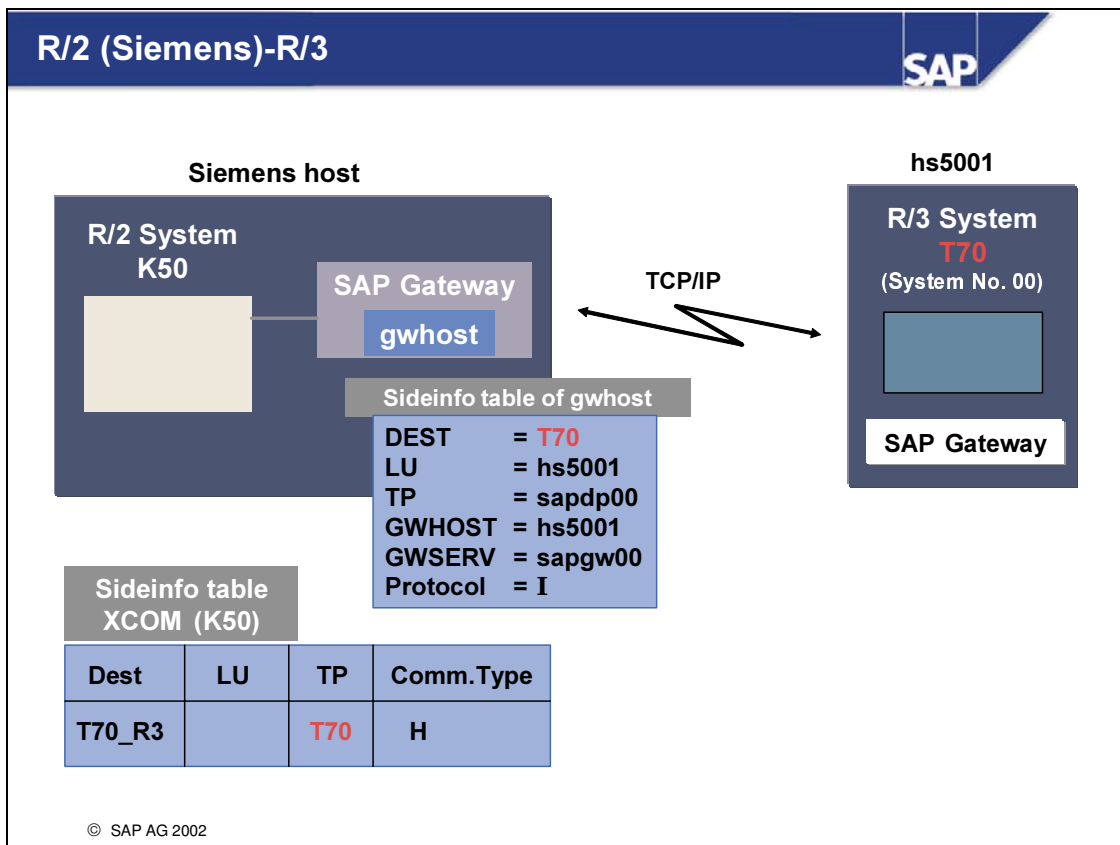 R/2 (Siemens)-R/3
SAP
Siemens host
hs5001
R/2 System
K50
SAP Gateway
gwhost
TCP/IP
R/3 System
T70
(System No. 00)
SAP Gateway
Sideinfo table of gwhost
DEST = T70
LU = hs5001
TP = sapdp00
GWHOST = hs5001
GWSERV = sapgw00
Protocol = I
Sideinfo table
XCOM (K50)
Dest LU TP Comm.Type
T70_R3 T70 H
© SAP AG 2002